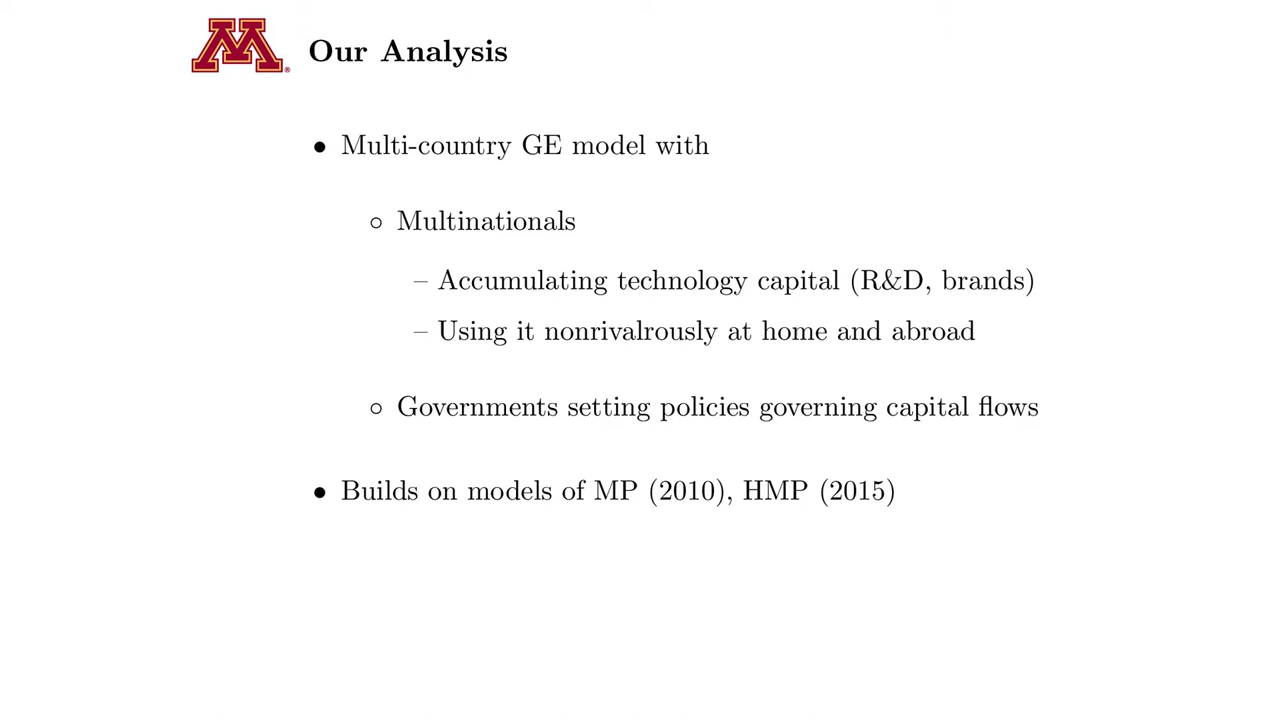 M ®
Our Analysis
• Multi-country GE model with
◦ Multinationals
– Accumulating technology capital (R&D, brands)
– Using it nonrivalrously at home and abroad
◦ Governments setting policies governing capital flows
• Builds on models of MP (2010), HMP (2015)